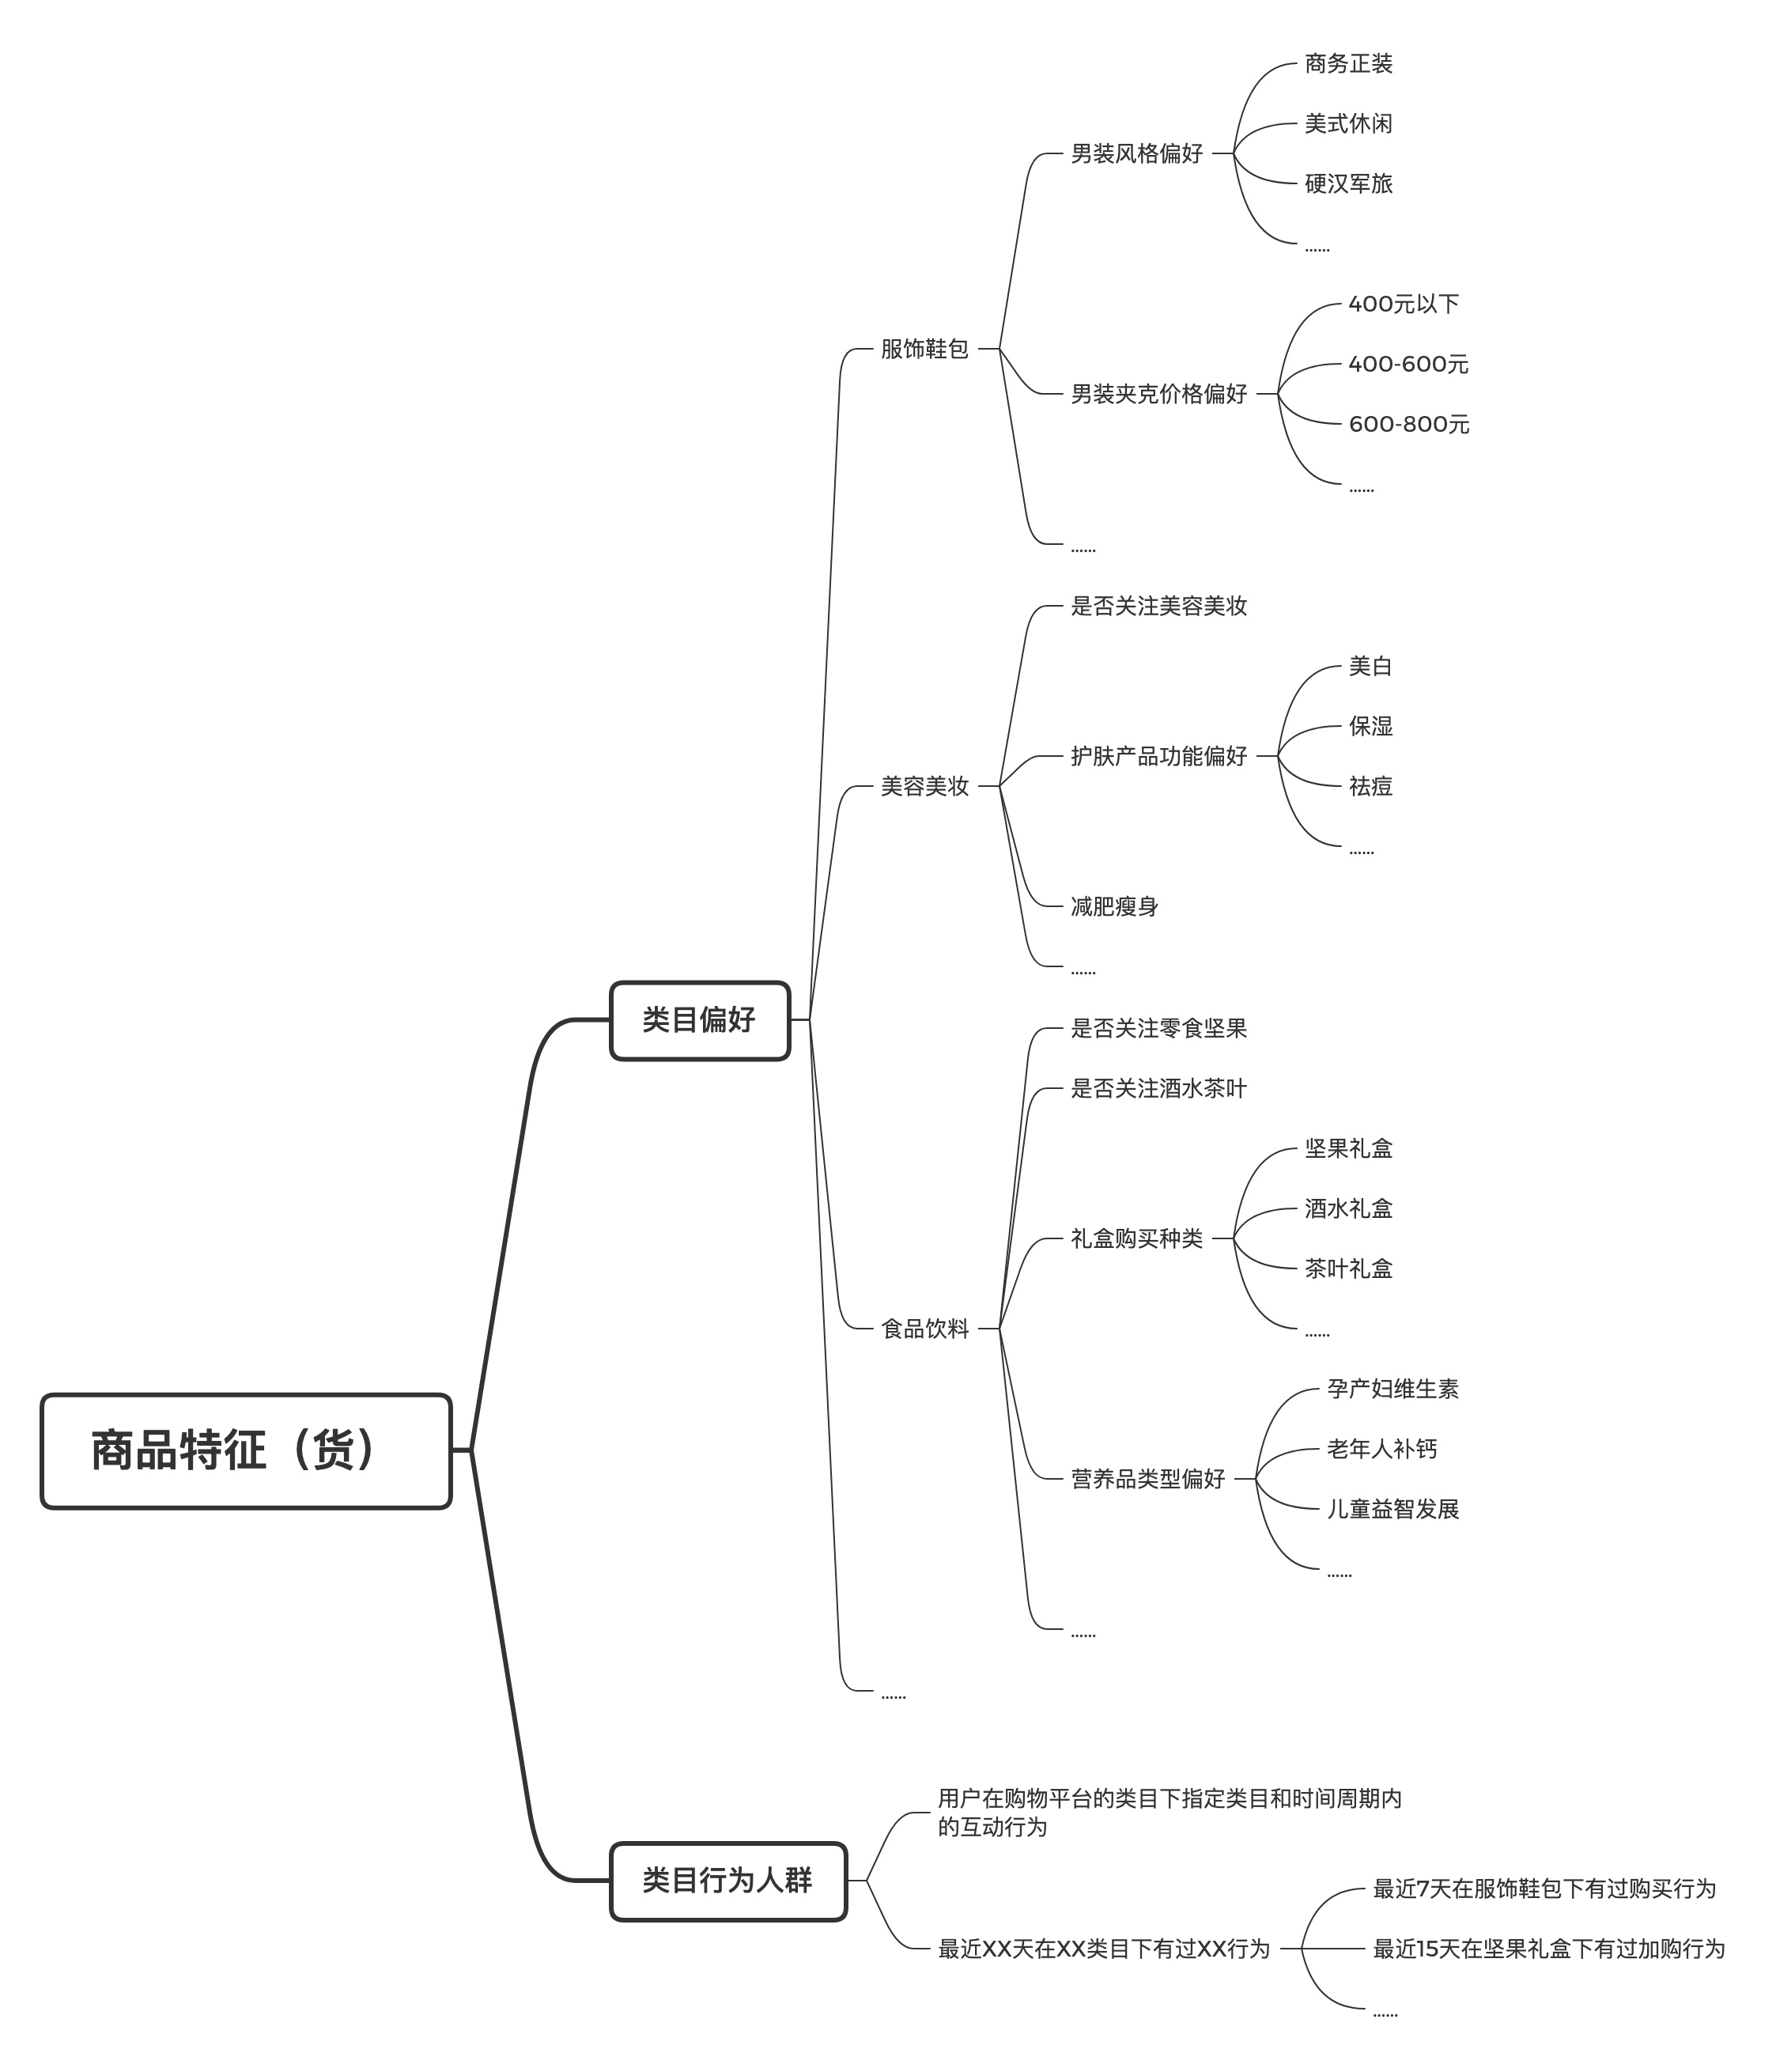 商品特征（货）
类目偏好
服饰鞋包
男装风格偏好
商务正装
美式休闲
硬汉军旅
......
男装夹克价格偏好
400元以下
400-600元
600-800元
......
......
美容美妆
是否关注美容美妆
护肤产品功能偏好
美白
保湿
祛痘
......
减肥瘦身
......
食品饮料
是否关注零食坚果
是否关注酒水茶叶
礼盒购买种类
坚果礼盒
酒水礼盒
茶叶礼盒
......
营养品类型偏好
孕产妇维生素
老年人补钙
儿童益智发展
......
......
......
类目行为人群
用户在购物平台的类目下指定类目和时间周期内
的互动行为
最近XX天在XX类目下有过XX行为
最近7天在服饰鞋包下有过购买行为
最近15天在坚果礼盒下有过加购行为
......